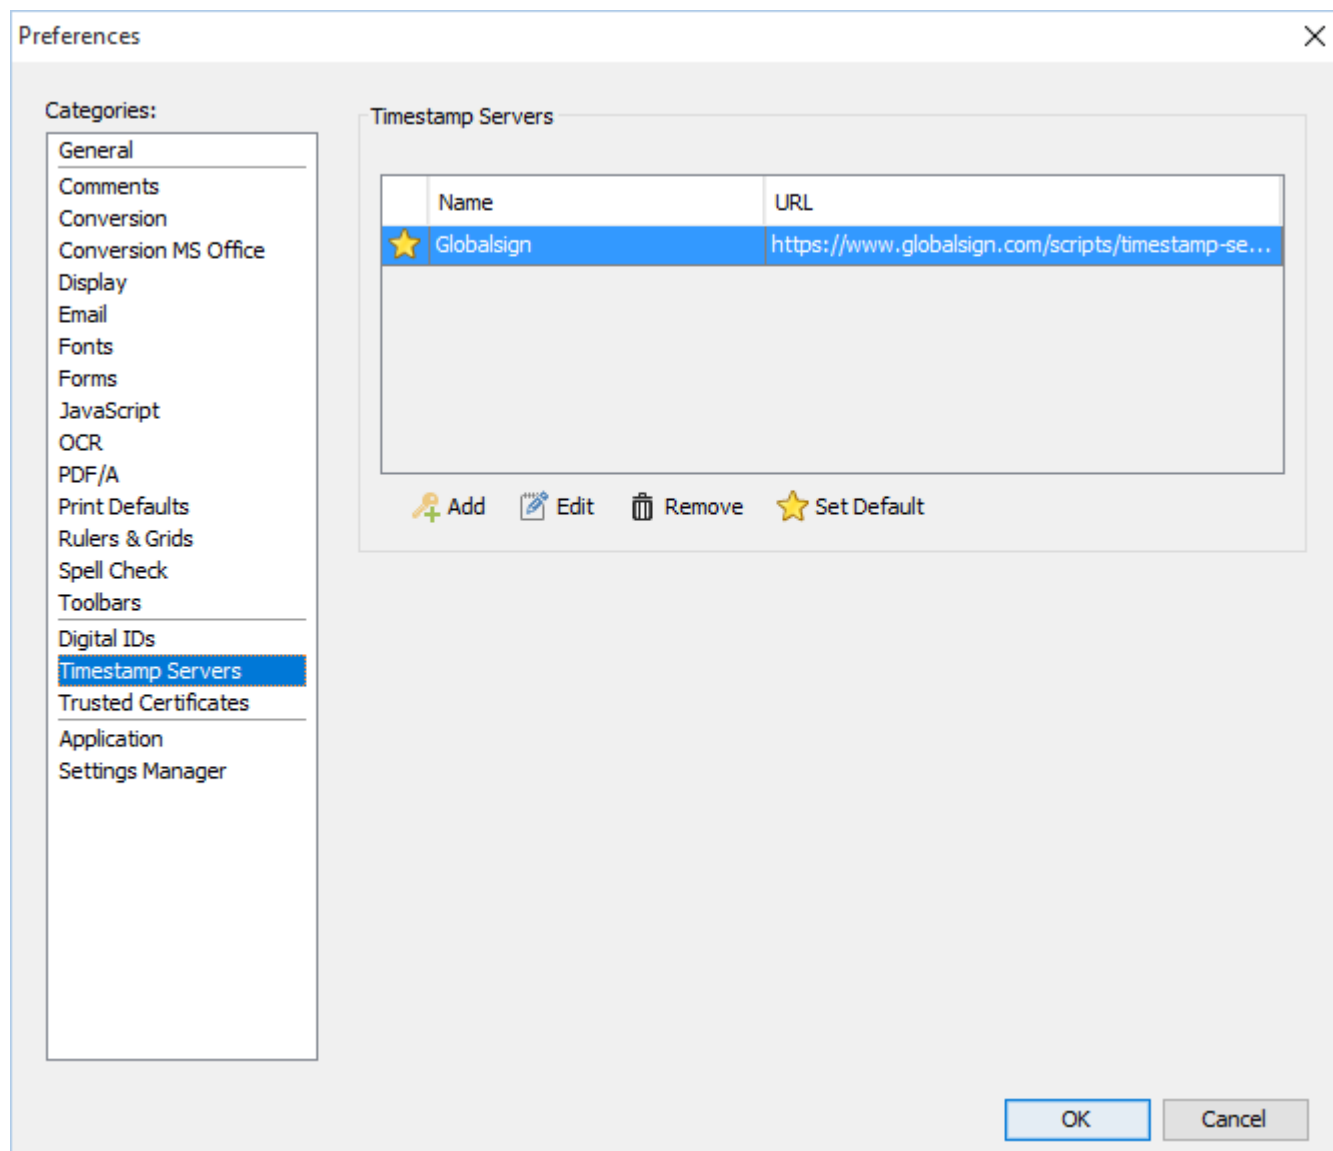 Preferences
Categories:
General
Comments
Conversion
Conversion MS Office
Display
Email
Fonts
Forms
JavaScript
OCR
PDF/A
Print Defaults
Rulers & Grids
Spell Check
Toolbars
Digital IDs
Timestamp Servers
Trusted Certificates
Application
Settings Manager
Timestamp Servers
Name URL
Globalsign https://www.globalsign.com/scripts/timestamp-se...
Add Edit Remove Set Default
OK Cancel